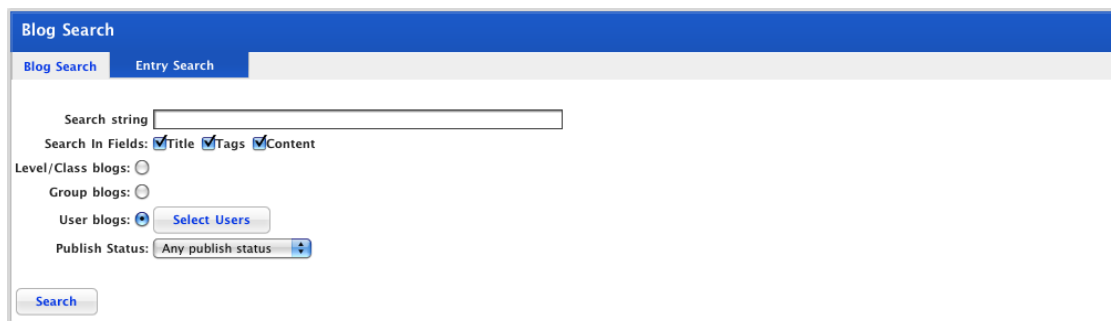 Blog Search
Blog Search Entry Search
Search string
Search In Fields: Title Tags Content
Level/Class blogs:
Group blogs:
User blogs: Select Users
Publish Status: Any publish status
Search